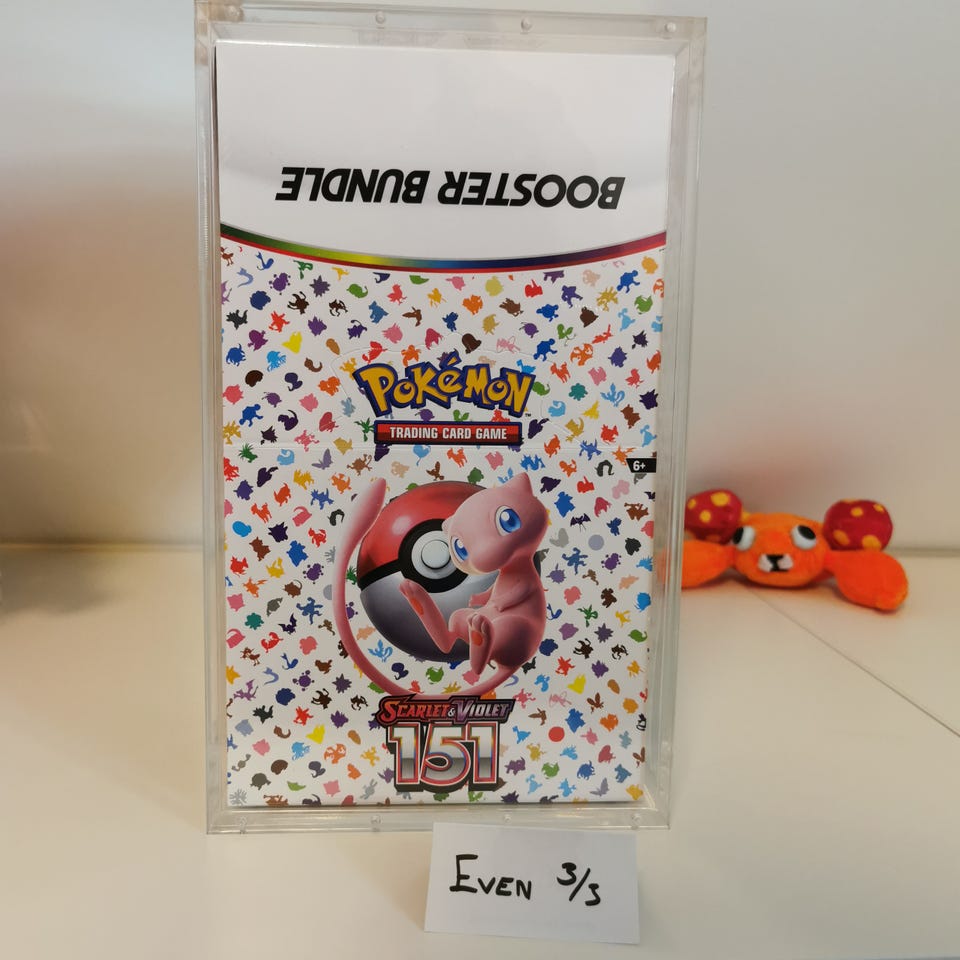 BOOSTER BUNDLE
POKéMON
TRADING CARD GAME
6+
SCARLET & VIOLET
151
EVEN 3/3